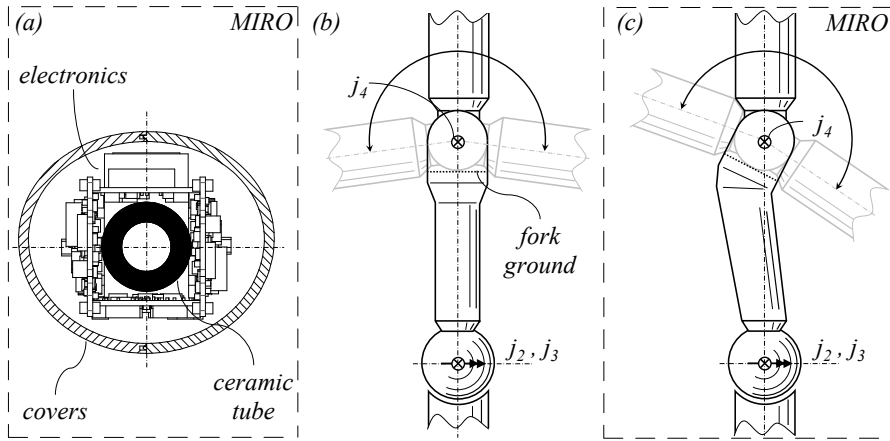 (a)
MIRO
electronics
covers
ceramic
tube
(b)
j4
fork
ground
j2 , j3
(c)
MIRO
j4
j2 , j3